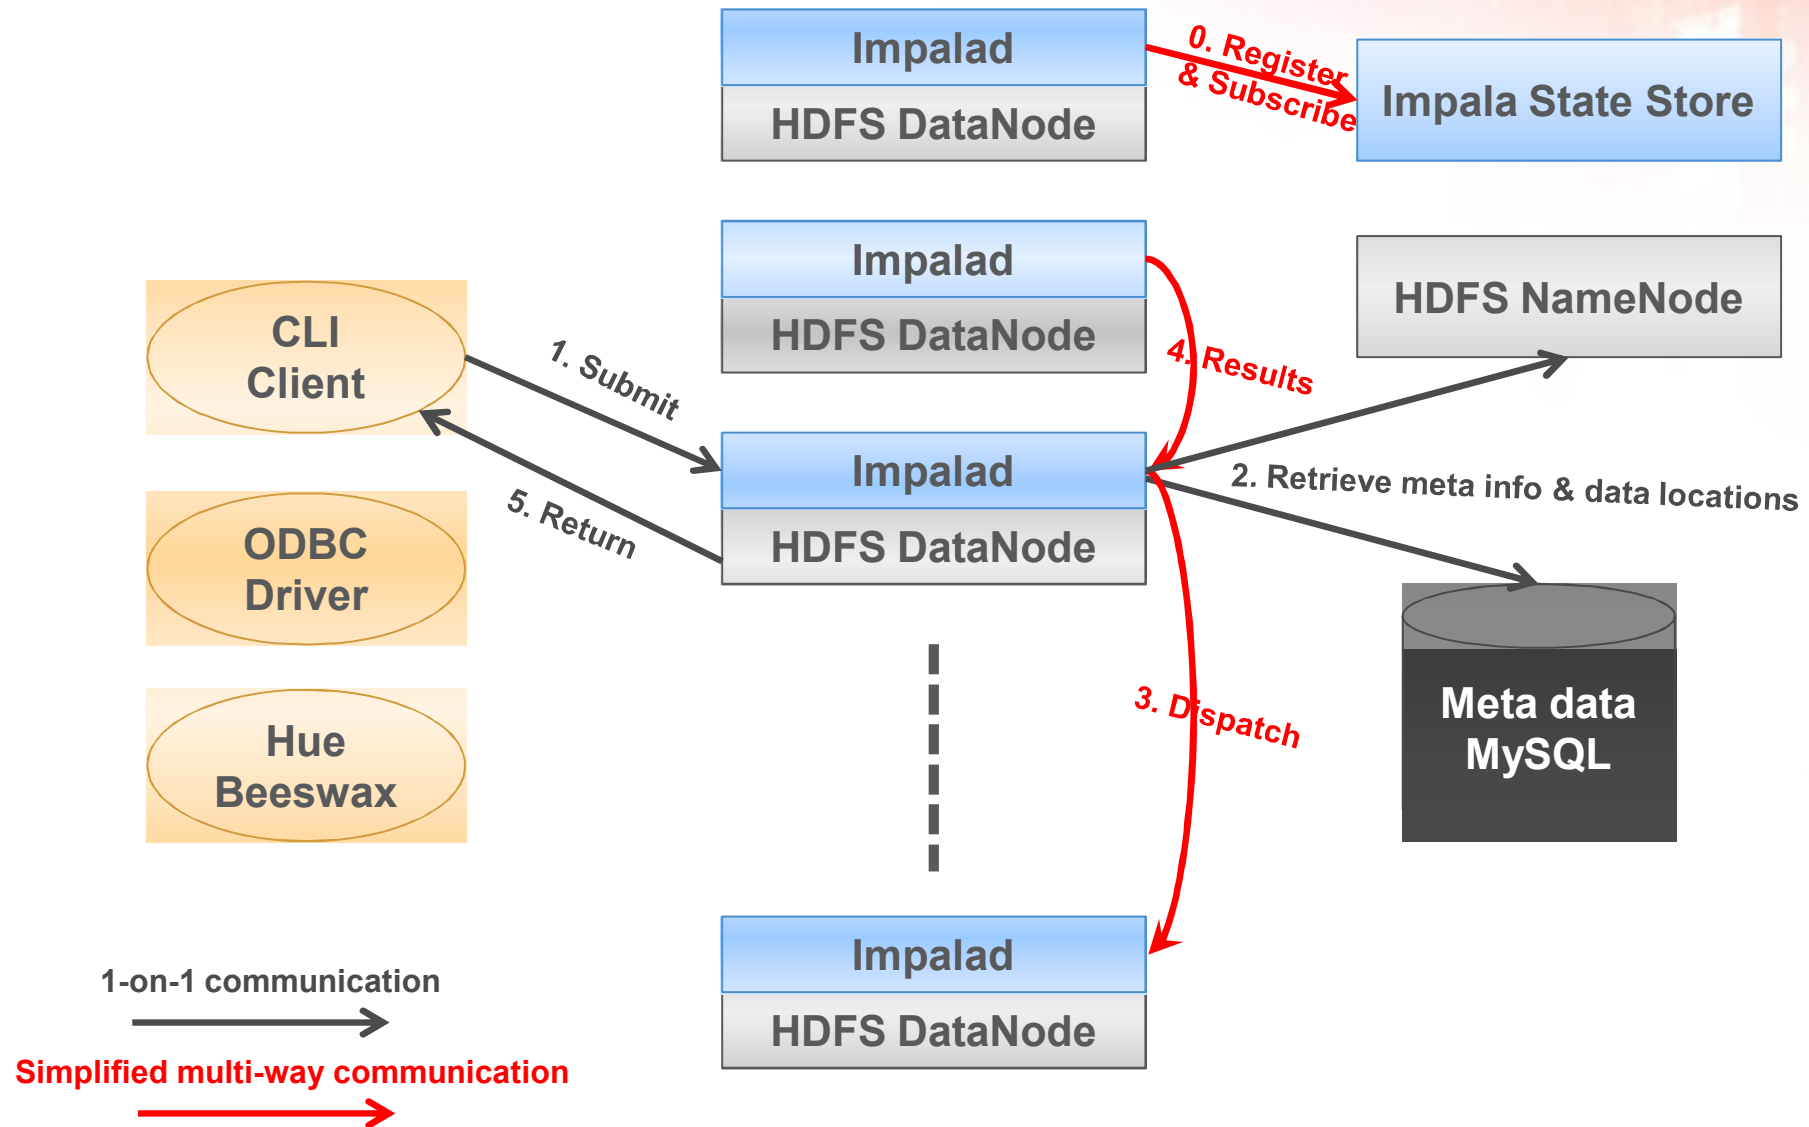 Impalad
HDFS DataNode
0. Register
& Subscribe
Impala State Store
Impalad
HDFS DataNode
HDFS NameNode
CLI
Client
1. Submit
4. Results
Impalad
HDFS DataNode
2. Retrieve meta info & data locations
5. Return
ODBC
Driver
Hue
Beeswax
3. Dispatch
Meta data
MySQL
Impalad
HDFS DataNode
1-on-1 communication
Simplified multi-way communication